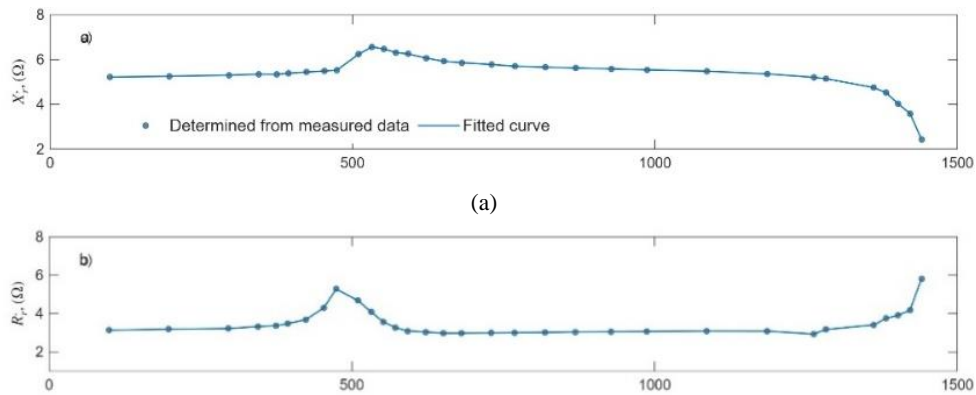 8
a)
6
X'r, (Ω)
4
Determined from measured data
Fitted curve
2
0 500 1000 1500
(a)
8
b)
6
R'r, (Ω)
4
2
0 500 1000 1500